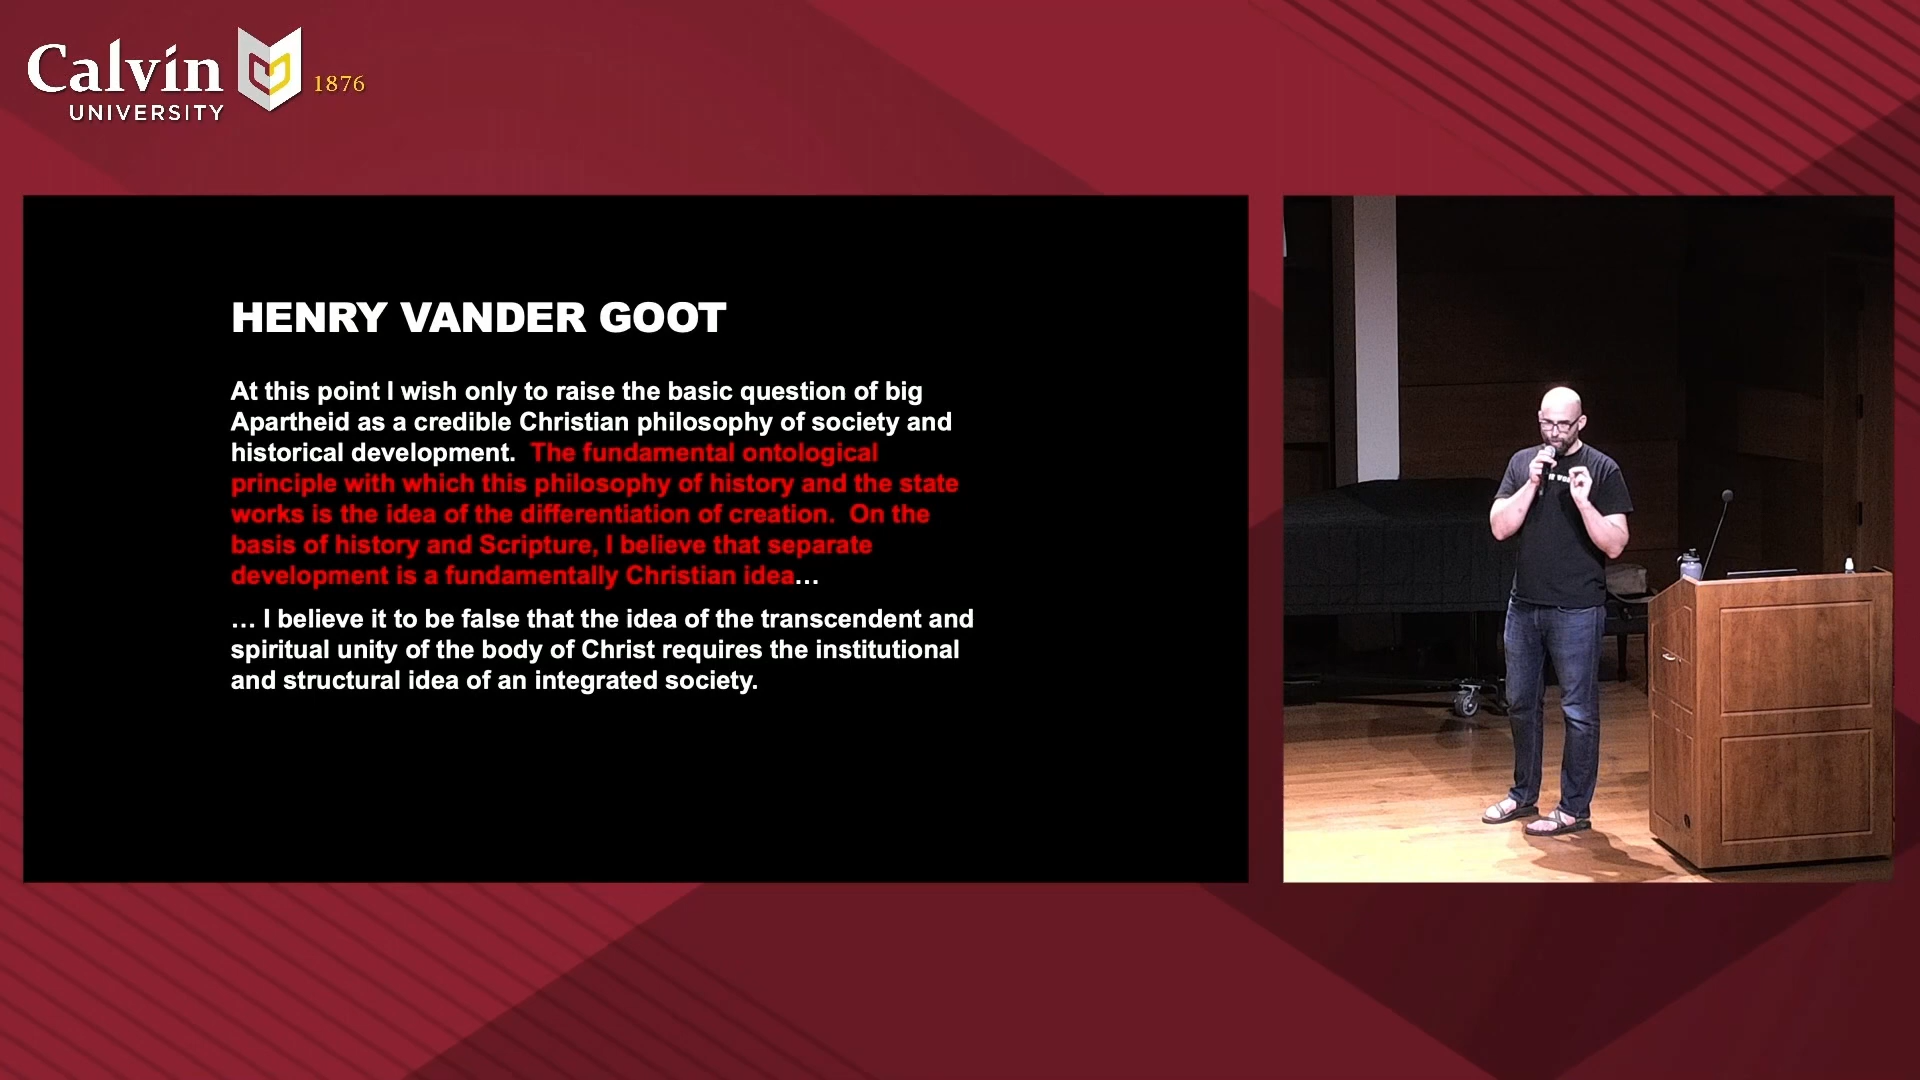 Calvin
UNIVERSITY
1876
HENRY VANDER GOOT
At this point I wish only to raise the basic question of big
Apartheid as a credible Christian philosophy of society and
historical development.  The fundamental ontological
principle with which this philosophy of history and the state
works is the idea of the differentiation of creation.  On the
basis of history and Scripture, I believe that separate
development is a fundamentally Christian idea…
… I believe it to be false that the idea of the transcendent and
spiritual unity of the body of Christ requires the institutional
and structural idea of an integrated society.